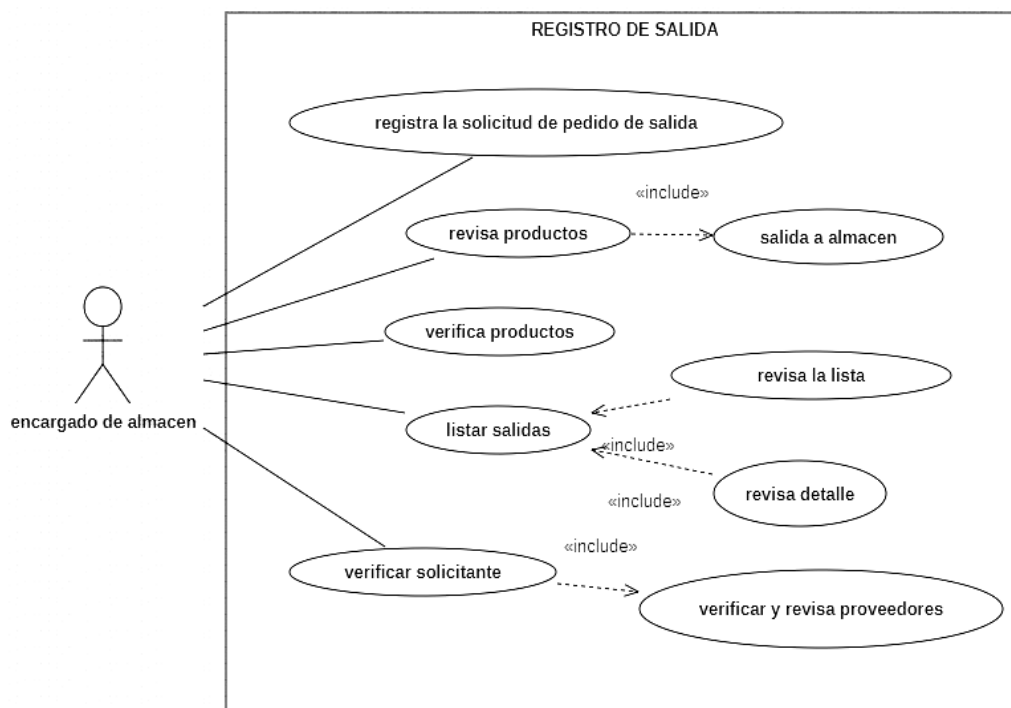 REGISTRO DE SALIDA
registra la solicitud de pedido de salida
«include»
revisa productos
salida a almacen
verifica productos
revisa la lista
encargado de almacen
listar salidas
«include»
revisa detalle
«include»
«include»
verificar solicitante
verificar y revisa proveedores